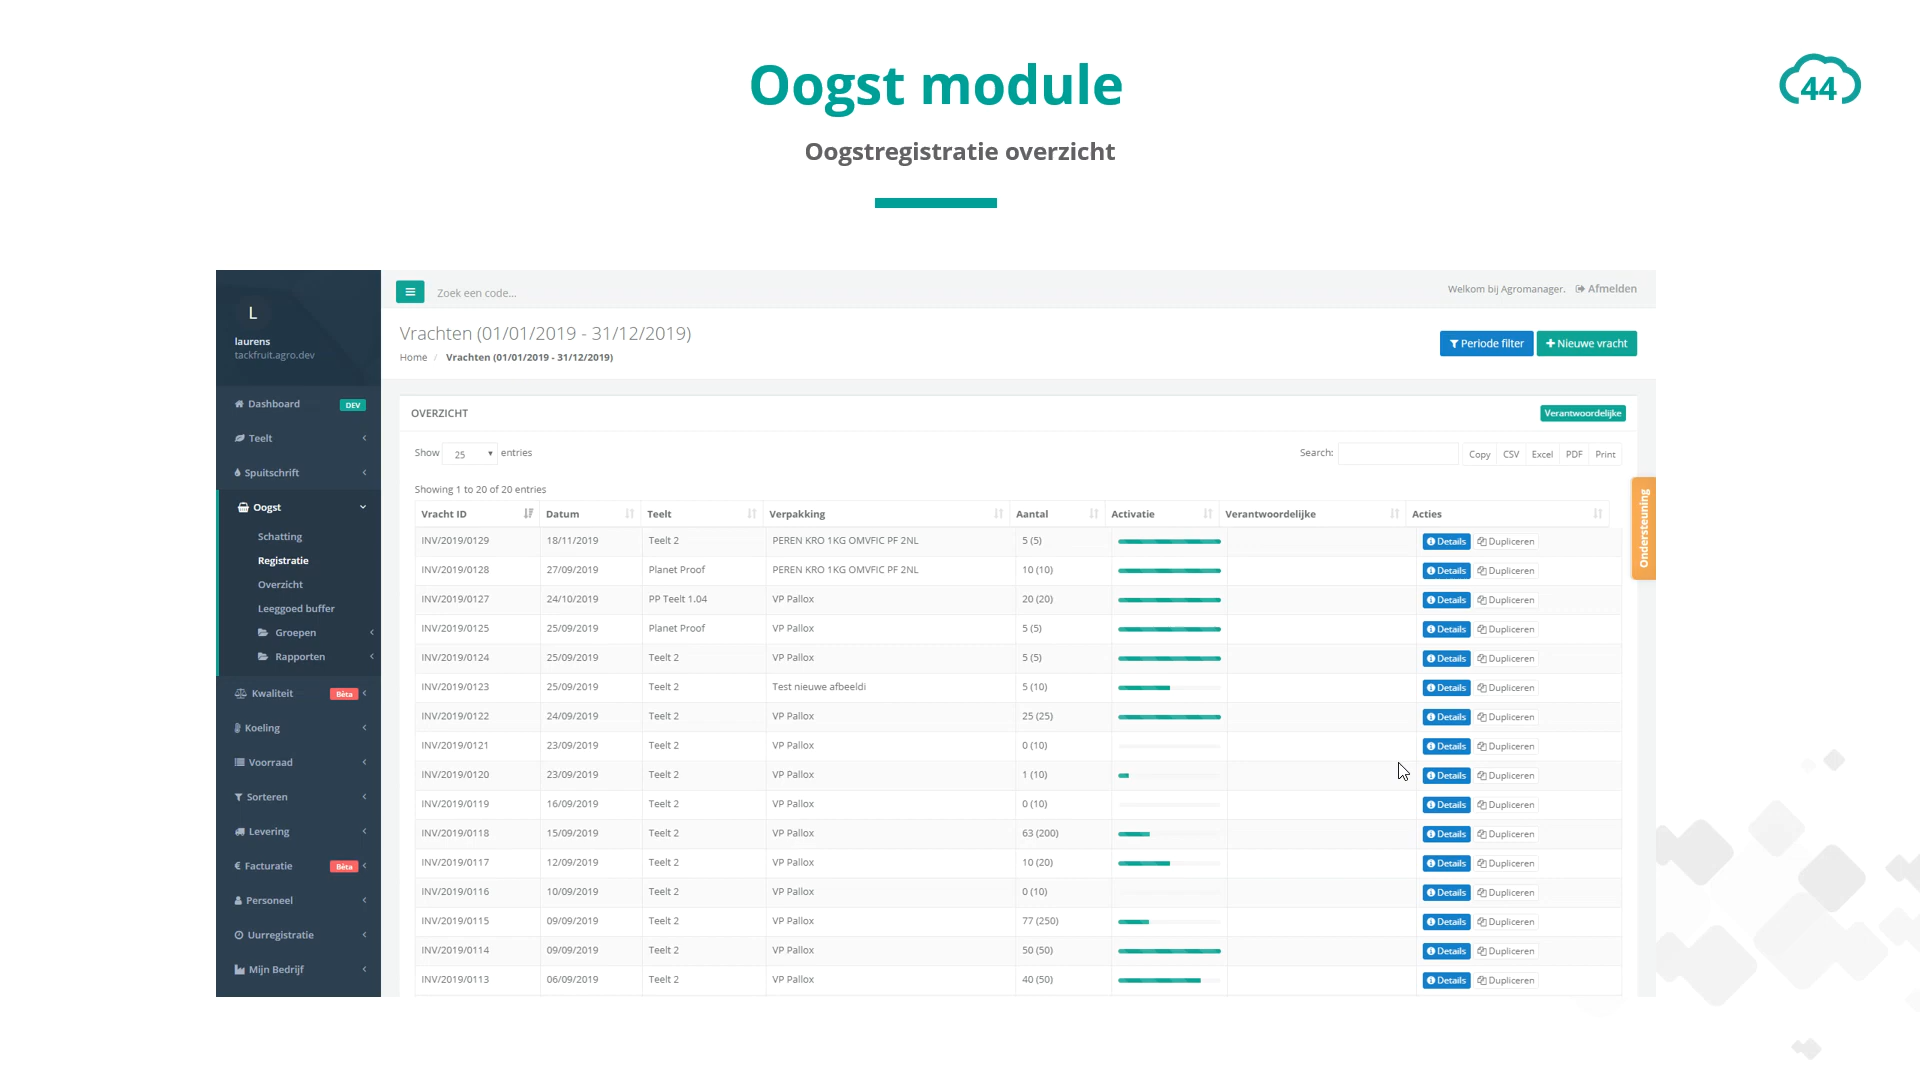 Oogst module
44
Oogstregistratie overzicht
L
laurens
tackfruit.agro.dev
Zoek een code...
Welkom bij Agromanager. Afmelden
Vrachten (01/01/2019 - 31/12/2019)
Home / Vrachten (01/01/2019 - 31/12/2019)
Periode filter
Nieuwe vracht
Dashboard DEV
Teelt
Spuitschrift
Oogst
Schatting
Registratie
Overzicht
Leeggoed buffer
Groepen
Rapporten
Kwaliteit Bèta
Koeling
Voorraad
Sorteren
Levering
€ Facturatie Bèta
Personeel
Uurregistratie
Mijn Bedrijf
OVERZICHT
Verantwoordelijke
Show 25 entries
Search: Copy CSV Excel PDF Print
Showing 1 to 20 of 20 entries
Vracht ID Datum Teelt Verpakking Aantal Activatie Verantwoordelijke Acties
INV/2019/0129 18/11/2019 Teelt 2 PEREN KRO 1KG OMVFIC PF 2NL 5 (5) Details Dupliceren
INV/2019/0128 27/09/2019 Planet Proof PEREN KRO 1KG OMVFIC PF 2NL 10 (10) Details Dupliceren
INV/2019/0127 24/10/2019 PP Teelt 1.04 VP Pallox 20 (20) Details Dupliceren
INV/2019/0125 25/09/2019 Planet Proof VP Pallox 5 (5) Details Dupliceren
INV/2019/0124 25/09/2019 Teelt 2 VP Pallox 5 (5) Details Dupliceren
INV/2019/0123 25/09/2019 Teelt 2 Test nieuwe afbeeldi 5 (10) Details Dupliceren
INV/2019/0122 24/09/2019 Teelt 2 VP Pallox 25 (25) Details Dupliceren
INV/2019/0121 23/09/2019 Teelt 2 VP Pallox 0 (10) Details Dupliceren
INV/2019/0120 23/09/2019 Teelt 2 VP Pallox 1 (10) Details Dupliceren
INV/2019/0119 16/09/2019 Teelt 2 VP Pallox 0 (10) Details Dupliceren
INV/2019/0118 15/09/2019 Teelt 2 VP Pallox 63 (200) Details Dupliceren
INV/2019/0117 12/09/2019 Teelt 2 VP Pallox 10 (20) Details Dupliceren
INV/2019/0116 10/09/2019 Teelt 2 VP Pallox 0 (10) Details Dupliceren
INV/2019/0115 09/09/2019 Teelt 2 VP Pallox 77 (250) Details Dupliceren
INV/2019/0114 09/09/2019 Teelt 2 VP Pallox 50 (50) Details Dupliceren
INV/2019/0113 06/09/2019 Teelt 2 VP Pallox 40 (50) Details Dupliceren
Ondersteuning